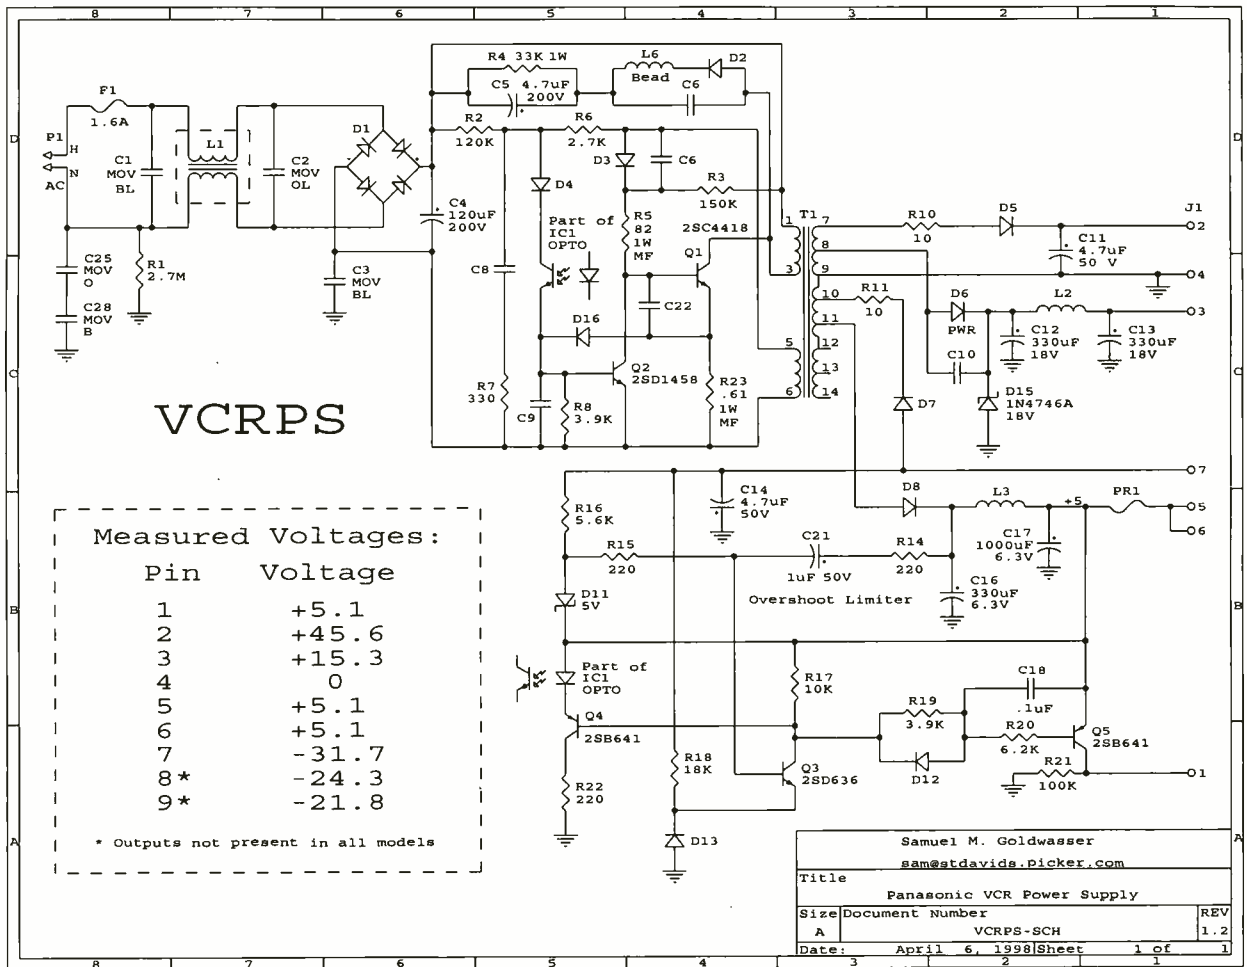 8 7 6 5 4 3 2 1
D
C
B
A
F1
1.6A
P1
H
N
AC
C1
MOV
BL
L1
C2
MOV
OL
D1
C25
MOV
O
C28
MOV
B
R1
2.7M
C3
MOV
BL
C4
120uF
200V
R4 33K 1W
C5 4.7uF
200V
L6
Bead
D2
C6
R2
120K
R6
2.7K
D3
C6
D4
R3
150K
R5
82
1W
MF
Part of
IC1
OPTO
2SC4418
Q1
C8
C22
D16
Q2
2SD1458
R7
330
C9
R8
3.9K
R23
.61
1W
MF
T1
1
3
5
6
7
8
9
10
11
12
13
14
R10
10
D5
C11
4.7uF
50 V
J1
2
4
3
R11
10
D6
PWR
L2
C12
330uF
18V
C13
330uF
18V
C10
D15
1N4746A
18V
D7
7
VCRPS
R16
5.6K
C14
4.7uF
50V
D8
L3
+5
PR1
5
6
C17
1000uF
6.3V
R15
220
C21
1uF 50V
R14
220
C16
330uF
6.3V
Overshoot Limiter
D11
5V
Part of
IC1
OPTO
R17
10K
C18
.1uF
R19
3.9K
R20
6.2K
Q5
2SB641
D12
Q4
2SB641
R18
18K
Q3
2SD636
R21
100K
1
R22
220
D13
Measured Voltages:
Pin Voltage
1 +5.1
2 +45.6
3 +15.3
4 0
5 +5.1
6 +5.1
7 -31.7
8* -24.3
9* -21.8
* Outputs not present in all models
Samuel M. Goldwasser
sam@stdavids.picker.com
Title
Panasonic VCR Power Supply
Size Document Number REV
A VCRPS-SCH 1.2
Date: April 6, 1998 Sheet 1 of 1
8 7 6 5 4 3 2 1
D
C
B
A